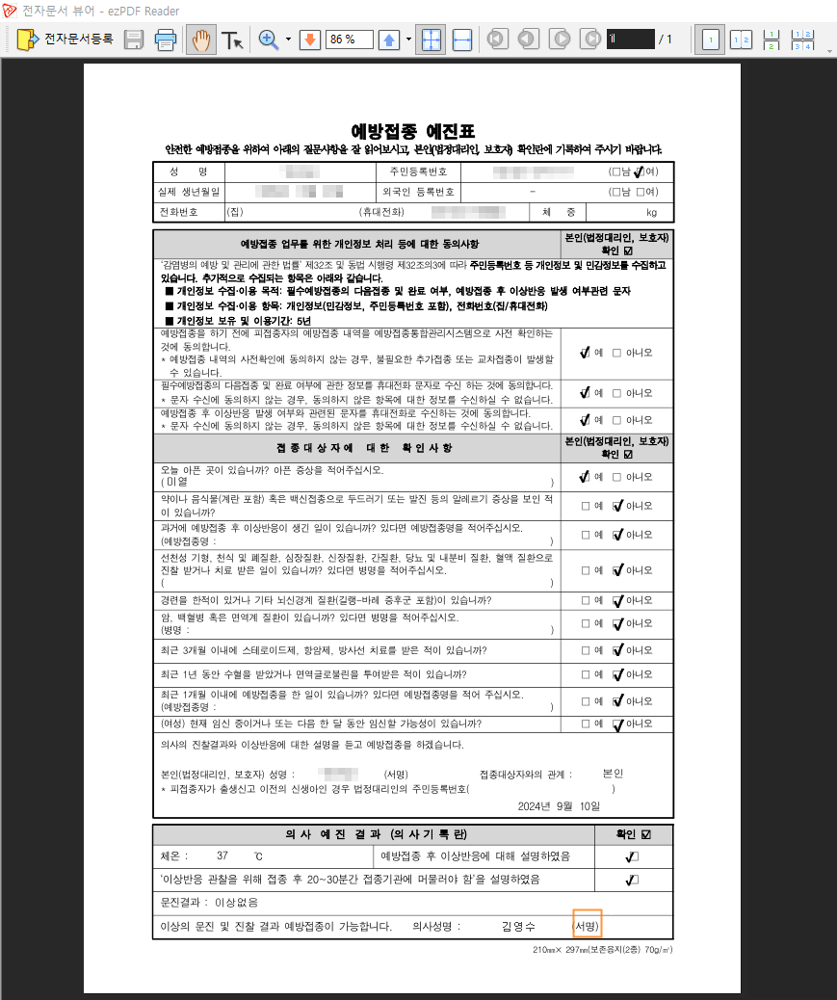 전자문서 뷰어 - ezPDF Reader
전자문서등록 86 % 1 / 1
예방접종 예진표
안전한 예방접종을 위하여 아래의 질문사항을 잘 읽어보시고, 본인(법정대리인, 보호자) 확인란에 기록하여 주시기 바랍니다.
성 명 주민등록번호 (□남 ☑여)
실제 생년월일 외국인 등록번호 - (□남 □여)
전화번호 (집) (휴대전화) 체 중 kg
예방접종 업무를 위한 개인정보 처리 등에 대한 동의사항
본인(법정대리인, 보호자)
확인 ☑
'감염병의 예방 및 관리에 관한 법률' 제32조 및 동법 시행령 제32조의3에 따라 주민등록번호 등 개인정보 및 민감정보를 수집하고
있습니다. 추가적으로 수집되는 항목은 아래와 같습니다.
■ 개인정보 수집·이용 목적: 필수예방접종의 다음접종 및 완료 여부, 예방접종 후 이상반응 발생 여부관련 문자
■ 개인정보 수집·이용 항목: 개인정보(민감정보, 주민등록번호 포함), 전화번호(집/휴대전화)
■ 개인정보 보유 및 이용기간: 5년
예방접종을 하기 전에 피접종자의 예방접종 내역을 예방접종통합관리시스템으로 사전 확인하는
것에 동의합니다.
* 예방접종 내역의 사전확인에 동의하지 않는 경우, 불필요한 추가접종 또는 교차접종이 발생할
수 있습니다.
☑ 예 □ 아니오
필수예방접종의 다음접종 및 완료 여부에 관한 정보를 휴대전화 문자로 수신 하는 것에 동의합니다.
* 문자 수신에 동의하지 않는 경우, 동의하지 않은 항목에 대한 정보를 수신하실 수 없습니다.
☑ 예 □ 아니오
예방접종 후 이상반응 발생 여부와 관련된 문자를 휴대전화로 수신하는 것에 동의합니다.
* 문자 수신에 동의하지 않는 경우, 동의하지 않은 항목에 대한 정보를 수신하실 수 없습니다.
☑ 예 □ 아니오
접종대상자에 대한 확인사항
본인(법정대리인, 보호자)
확인 ☑
오늘 아픈 곳이 있습니까? 아픈 증상을 적어주십시오.
( 미열 )
☑ 예 □ 아니오
약이나 음식물(계란 포함) 혹은 백신접종으로 두드러기 또는 발진 등의 알레르기 증상을 보인 적
이 있습니까?
□ 예 ☑ 아니오
과거에 예방접종 후 이상반응이 생긴 일이 있습니까? 있다면 예방접종명을 적어주십시오.
(예방접종명 : )
□ 예 ☑ 아니오
선천성 기형, 천식 및 폐질환, 심장질환, 신장질환, 간질환, 당뇨 및 내분비 질환, 혈액 질환으로
진찰 받거나 치료 받은 일이 있습니까? 있다면 병명을 적어주십시오.
( )
□ 예 ☑ 아니오
경련을 한적이 있거나 기타 뇌신경계 질환(길랭-바레 증후군 포함)이 있습니까?
□ 예 ☑ 아니오
암, 백혈병 혹은 면역계 질환이 있습니까? 있다면 병명을 적어주십시오.
(병명 : )
□ 예 ☑ 아니오
최근 3개월 이내에 스테로이드제, 항암제, 방사선 치료를 받은 적이 있습니까?
□ 예 ☑ 아니오
최근 1년 동안 수혈을 받았거나 면역글로불린을 투여받은 적이 있습니까?
□ 예 ☑ 아니오
최근 1개월 이내에 예방접종을 한 일이 있습니까? 있다면 예방접종명을 적어 주십시오.
(예방접종명 : )
□ 예 ☑ 아니오
(여성) 현재 임신 중이거나 또는 다음 한 달 동안 임신할 가능성이 있습니까?
□ 예 ☑ 아니오
의사의 진찰결과와 이상반응에 대한 설명을 듣고 예방접종을 하겠습니다.
본인(법정대리인, 보호자) 성명 : (서명) 접종대상자와의 관계 : 본인
* 피접종자가 출생신고 이전의 신생아인 경우 법정대리인의 주민등록번호( )
2024년 9월 10일
의사 예진 결과 (의사기록란) 확인 ☑
체온 : 37 ℃ 예방접종 후 이상반응에 대해 설명하였음 ☑
'이상반응 관찰을 위해 접종 후 20~30분간 접종기관에 머물러야 함'을 설명하였음 ☑
문진결과 : 이상없음
이상의 문진 및 진찰 결과 예방접종이 가능합니다. 의사성명 : 김영수 (서명)
210㎜× 297㎜(보존용지(2종) 70g/㎡)